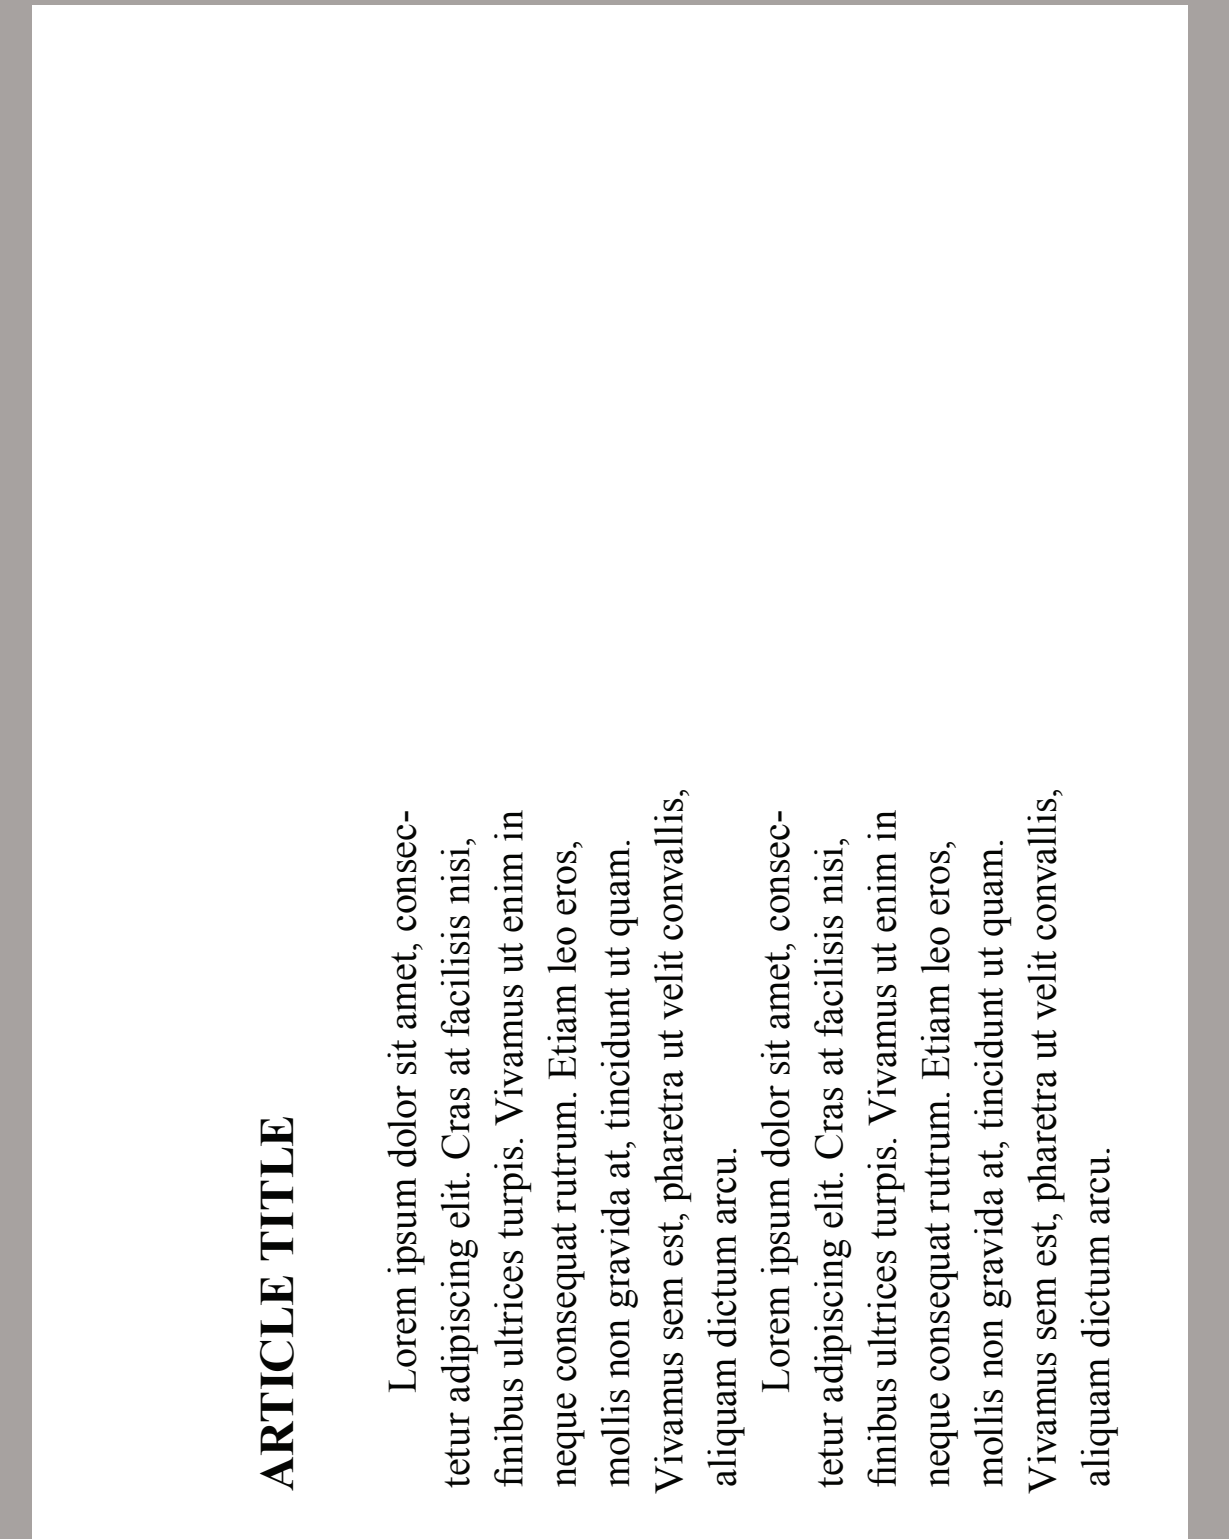 ARTICLE TITLE
Lorem ipsum dolor sit amet, consec-
tetur adipiscing elit. Cras at facilisis nisi,
finibus ultrices turpis. Vivamus ut enim in
neque consequat rutrum. Etiam leo eros,
mollis non gravida at, tincidunt ut quam.
Vivamus sem est, pharetra ut velit convallis,
aliquam dictum arcu.
Lorem ipsum dolor sit amet, consec-
tetur adipiscing elit. Cras at facilisis nisi,
finibus ultrices turpis. Vivamus ut enim in
neque consequat rutrum. Etiam leo eros,
mollis non gravida at, tincidunt ut quam.
Vivamus sem est, pharetra ut velit convallis,
aliquam dictum arcu.